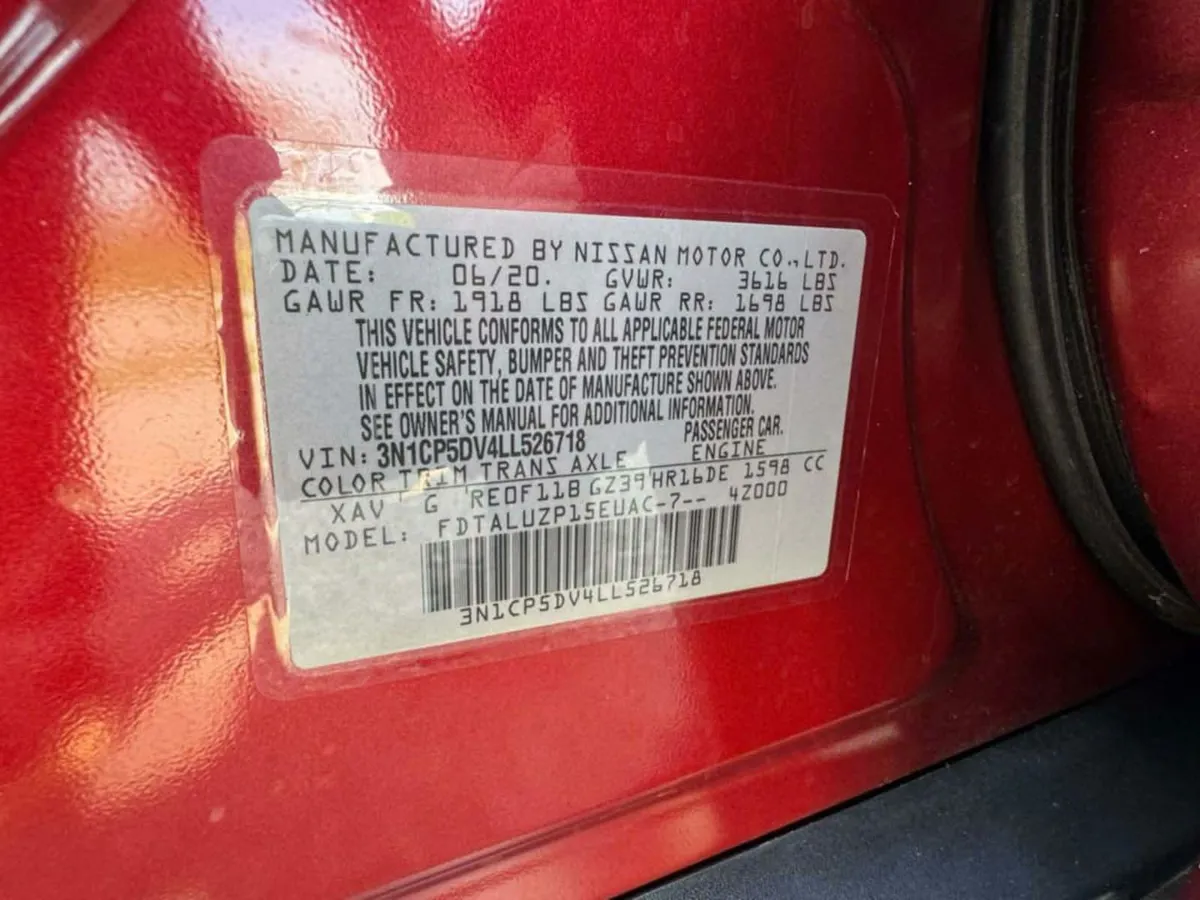 MANUFACTURED BY NISSAN MOTOR CO.,LTD.
DATE: 06/20. GVWR: 3616 LBS
GAWR FR: 1918 LBS GAWR RR: 1698 LBS
THIS VEHICLE CONFORMS TO ALL APPLICABLE FEDERAL MOTOR
VEHICLE SAFETY, BUMPER AND THEFT PREVENTION STANDARDS
IN EFFECT ON THE DATE OF MANUFACTURE SHOWN ABOVE.
SEE OWNER'S MANUAL FOR ADDITIONAL INFORMATION.
VIN: 3N1CP5DV4LL526718 PASSENGER CAR.
COLOR TRIM TRANS AXLE ENGINE
XAV G RE0F11B GZ39 HR16DE 1598 CC
MODEL: FDTALUZP15EUAC-7-- 4Z000
3N1CP5DV4LL526718